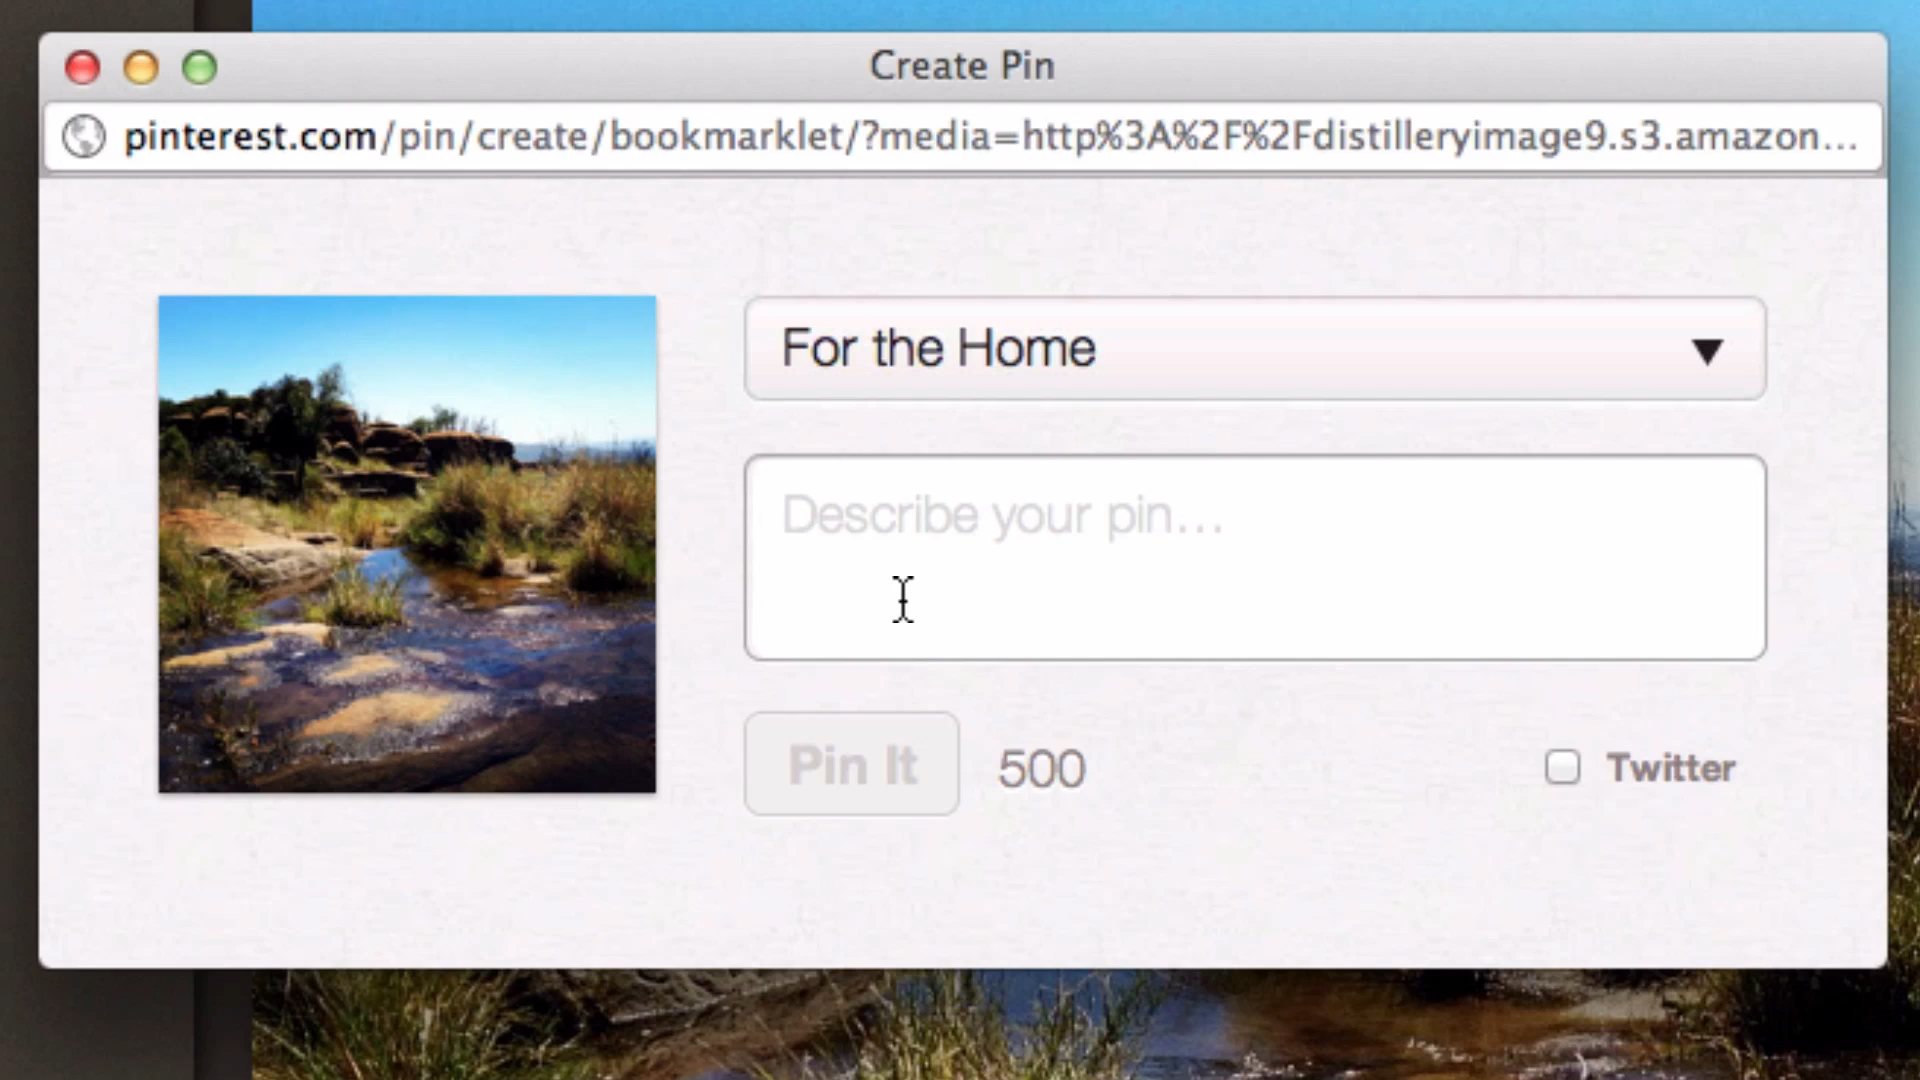 Create Pin
pinterest.com/pin/create/bookmarklet/?media=http%3A%2F%2Fdistilleryimage9.s3.amazon...
For the Home
Describe your pin...
Pin It
500
Twitter